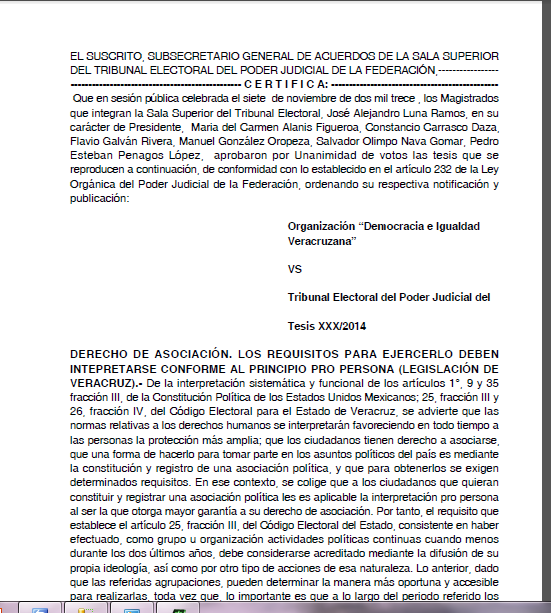 EL SUSCRITO, SUBSECRETARIO GENERAL DE ACUERDOS DE LA SALA SUPERIOR
DEL TRIBUNAL ELECTORAL DEL PODER JUDICIAL DE LA FEDERACIÓN,-----------------
------------------------------------------------ C E R T I F I C A: -----------------------------------------------
Que en sesión pública celebrada el siete de noviembre de dos mil trece , los Magistrados
que integran la Sala Superior del Tribunal Electoral, José Alejandro Luna Ramos, en su
carácter de Presidente, Maria del Carmen Alanis Figueroa, Constancio Carrasco Daza,
Flavio Galván Rivera, Manuel González Oropeza, Salvador Olimpo Nava Gomar, Pedro
Esteban Penagos López, aprobaron por Unanimidad de votos las tesis que se
reproducen a continuación, de conformidad con lo establecido en el artículo 232 de la Ley
Orgánica del Poder Judicial de la Federación, ordenando su respectiva notificación y
publicación:
Organización “Democracia e Igualdad
Veracruzana”
VS
Tribunal Electoral del Poder Judicial del
Tesis XXX/2014
DERECHO DE ASOCIACIÓN. LOS REQUISITOS PARA EJERCERLO DEBEN
INTEPRETARSE CONFORME AL PRINCIPIO PRO PERSONA (LEGISLACIÓN DE
VERACRUZ).- De la interpretación sistemática y funcional de los artículos 1°, 9 y 35
fracción III, de la Constitución Política de los Estados Unidos Mexicanos; 25, fracción III y
26, fracción IV, del Código Electoral para el Estado de Veracruz, se advierte que las
normas relativas a los derechos humanos se interpretarán favoreciendo en todo tiempo a
las personas la protección más amplia; que los ciudadanos tienen derecho a asociarse,
que una forma de hacerlo para tomar parte en los asuntos políticos del país es mediante
la constitución y registro de una asociación política, y que para obtenerlos se exigen
determinados requisitos. En ese contexto, se colige que a los ciudadanos que quieran
constituir y registrar una asociación política les es aplicable la interpretación pro persona
al ser la que otorga mayor garantía a su derecho de asociación. Por tanto, el requisito que
establece el artículo 25, fracción III, del Código Electoral del Estado, consistente en haber
efectuado, como grupo u organización actividades políticas continuas cuando menos
durante los dos últimos años, debe considerarse acreditado mediante la difusión de su
propia ideología, así como por otro tipo de acciones de esa naturaleza. Lo anterior, dado
que las referidas agrupaciones, pueden determinar la manera más oportuna y accesible
para realizarlas, toda vez que, lo importante es que a lo largo del periodo referido los